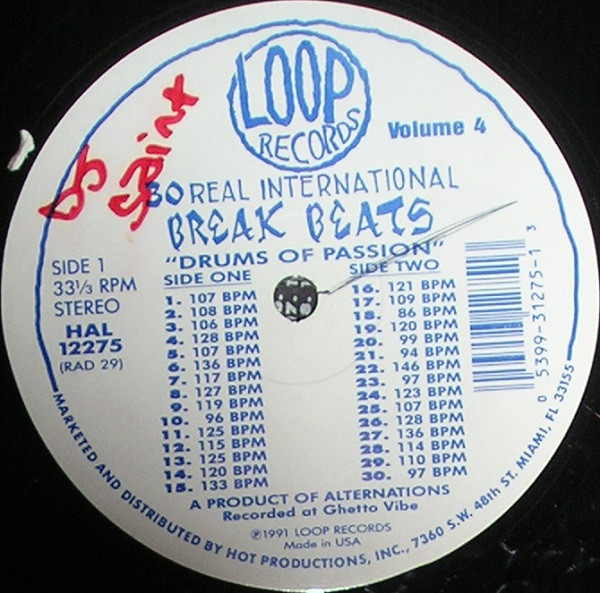 LOOP
RECORDS
Volume 4
DJ
Saint
30 REAL INTERNATIONAL
BREAK BEATS
"DRUMS OF PASSION"
SIDE 1
33⅓ RPM
STEREO
HAL
12275
(RAD 29)
SIDE ONE
1. 107 BPM
2. 108 BPM
3. 106 BPM
4. 128 BPM
5. 107 BPM
6. 136 BPM
7. 117 BPM
8. 127 BPM
9. 119 BPM
10. 96 BPM
11. 125 BPM
12. 115 BPM
13. 125 BPM
14. 120 BPM
15. 133 BPM
SIDE TWO
16. 121 BPM
17. 109 BPM
18. 86 BPM
19. 120 BPM
20. 99 BPM
21. 94 BPM
22. 146 BPM
23. 97 BPM
24. 123 BPM
25. 107 BPM
26. 128 BPM
27. 136 BPM
28. 114 BPM
29. 110 BPM
30. 97 BPM
0 5399-31275-1 3
A PRODUCT OF ALTERNATIONS
Recorded at Ghetto Vibe
℗1991 LOOP RECORDS
Made in USA
MARKETED AND DISTRIBUTED BY HOT PRODUCTIONS, INC., 7360 S.W. 48th ST. MIAMI, FL 33155